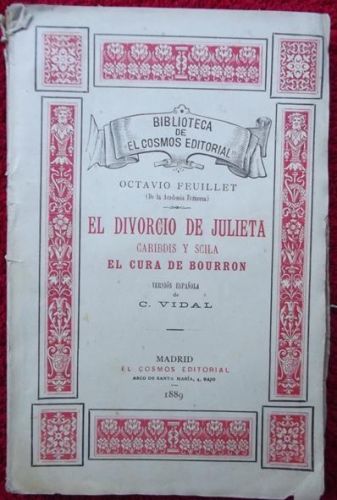 BIBLIOTECA
DE
"EL COSMOS EDITORIAL"
OCTAVIO FEUILLET
(De la Academia Francesa)
EL DIVORCIO DE JULIETA
CARIBDIS Y SCILA
EL CURA DE BOURRON
VERSIÓN ESPAÑOLA
de
C. VIDAL
MADRID
EL COSMOS EDITORIAL
ARCO DE SANTA MARÍA, 4, BAJO
1889